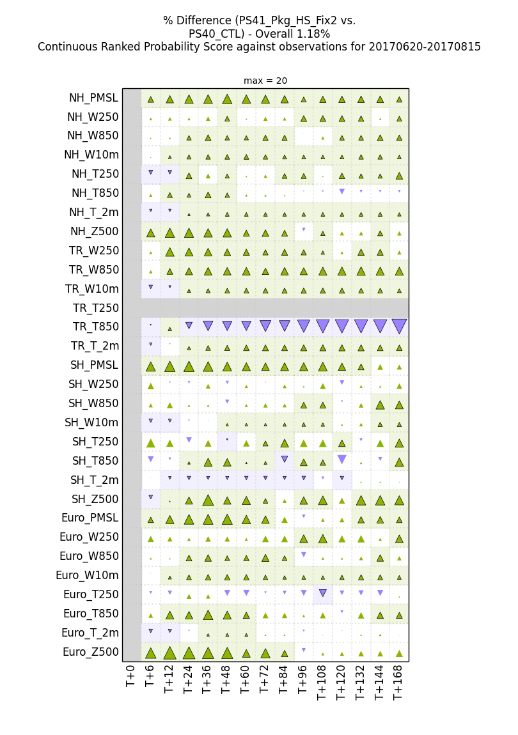 % Difference (PS41_Pkg_HS_Fix2 vs.
PS40_CTL) - Overall 1.18%
Continuous Ranked Probability Score against observations for 20170620-20170815
max = 20
NH_PMSL
NH_W250
NH_W850
NH_W10m
NH_T250
NH_T850
NH_T_2m
NH_Z500
TR_W250
TR_W850
TR_W10m
TR_T250
TR_T850
TR_T_2m
SH_PMSL
SH_W250
SH_W850
SH_W10m
SH_T250
SH_T850
SH_T_2m
SH_Z500
Euro_PMSL
Euro_W250
Euro_W850
Euro_W10m
Euro_T250
Euro_T850
Euro_T_2m
Euro_Z500
T+0
T+6
T+12
T+24
T+36
T+48
T+60
T+72
T+84
T+96
T+108
T+120
T+132
T+144
T+168